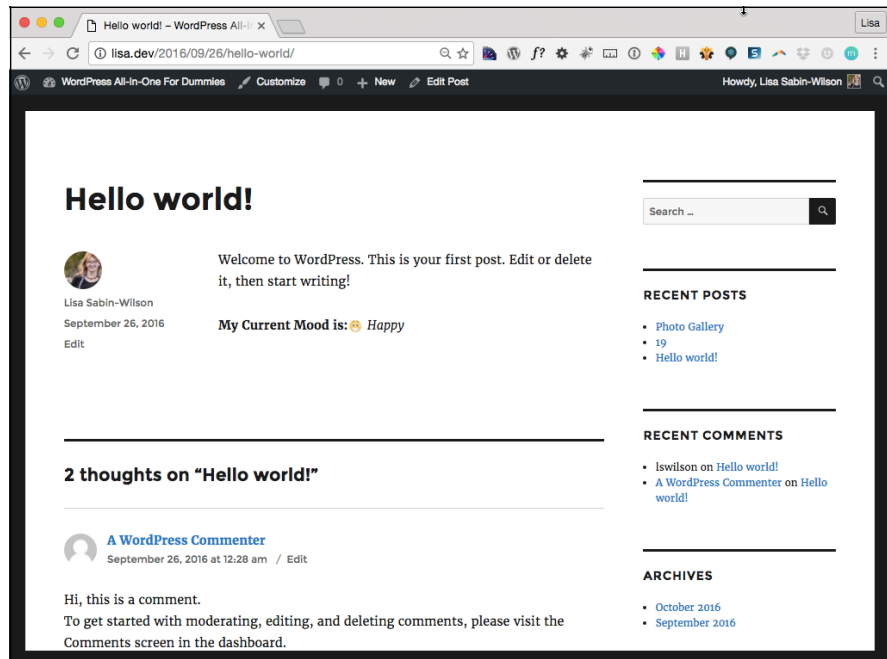 Hello world! – WordPress All-I
Lisa
lisa.dev/2016/09/26/hello-world/
f?
H
S
m
WordPress All-In-One For Dummies
Customize
0
New
Edit Post
Howdy, Lisa Sabin-Wilson
Hello world!
Lisa Sabin-Wilson
September 26, 2016
Edit
Welcome to WordPress. This is your first post. Edit or delete
it, then start writing!
My Current Mood is:😁 Happy
2 thoughts on “Hello world!”
A WordPress Commenter
September 26, 2016 at 12:28 am / Edit
Hi, this is a comment.
To get started with moderating, editing, and deleting comments, please visit the
Comments screen in the dashboard.
Search …
RECENT POSTS
• Photo Gallery
• 19
• Hello world!
RECENT COMMENTS
• lswilson on Hello world!
• A WordPress Commenter on Hello
world!
ARCHIVES
• October 2016
• September 2016